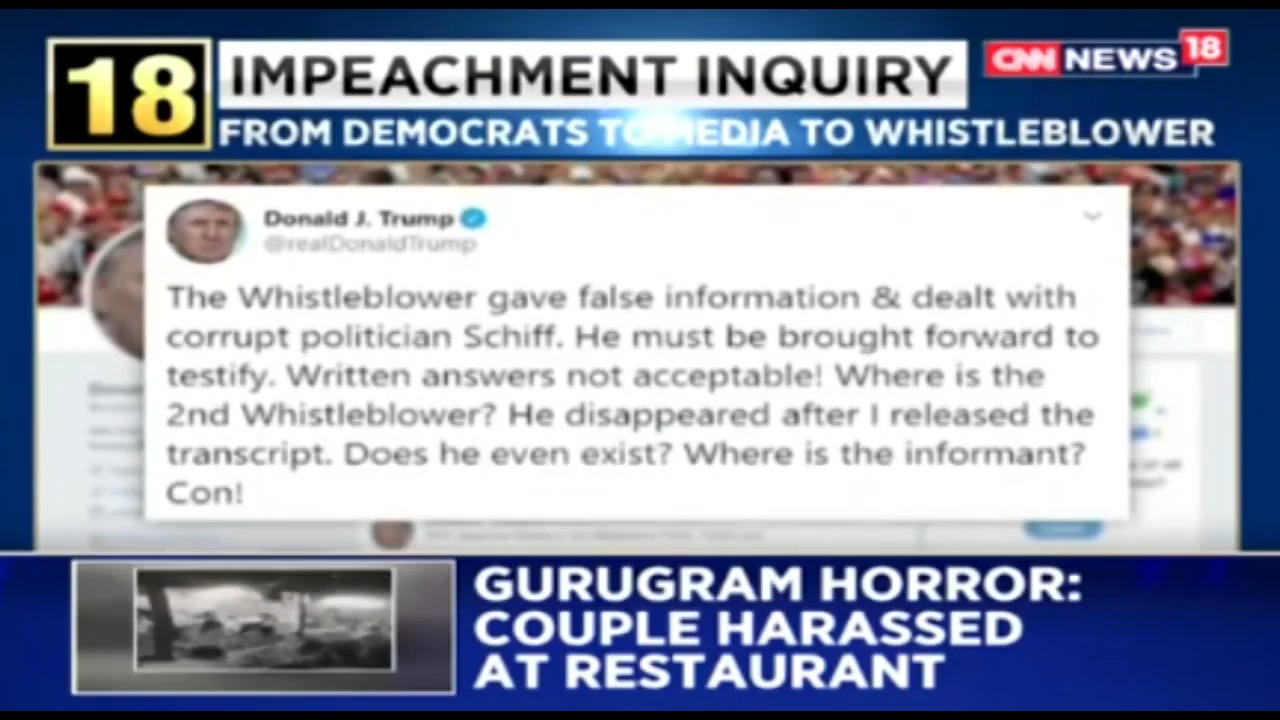 18
IMPEACHMENT INQUIRY
CNN NEWS 18
FROM DEMOCRATS TO MEDIA TO WHISTLEBLOWER
Donald J. Trump
@realDonaldTrump
The Whistleblower gave false information & dealt with
corrupt politician Schiff. He must be brought forward to
testify. Written answers not acceptable! Where is the
2nd Whistleblower? He disappeared after I released the
transcript. Does he even exist? Where is the informant?
Con!
GURUGRAM HORROR:
COUPLE HARASSED
AT RESTAURANT